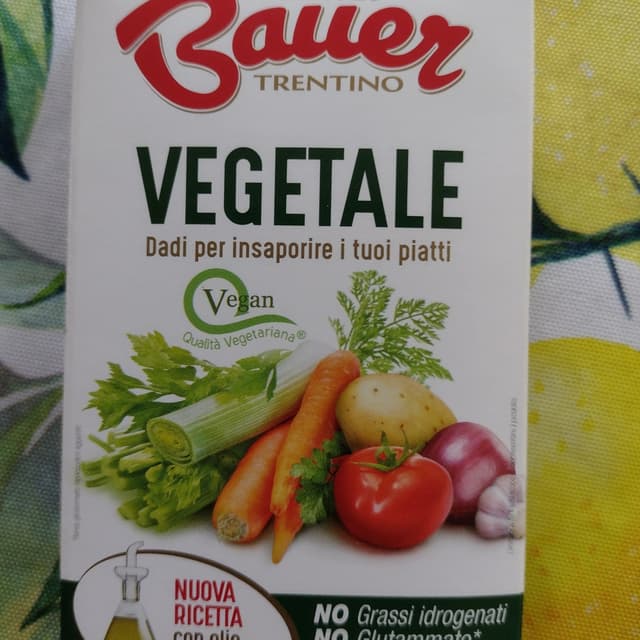 Bauer
TRENTINO
VEGETALE
Dadi per insaporire i tuoi piatti
Vegan
Qualità Vegetariana®
NUOVA
RICETTA
con olio
NO Grassi idrogenati
NO Glutammato*